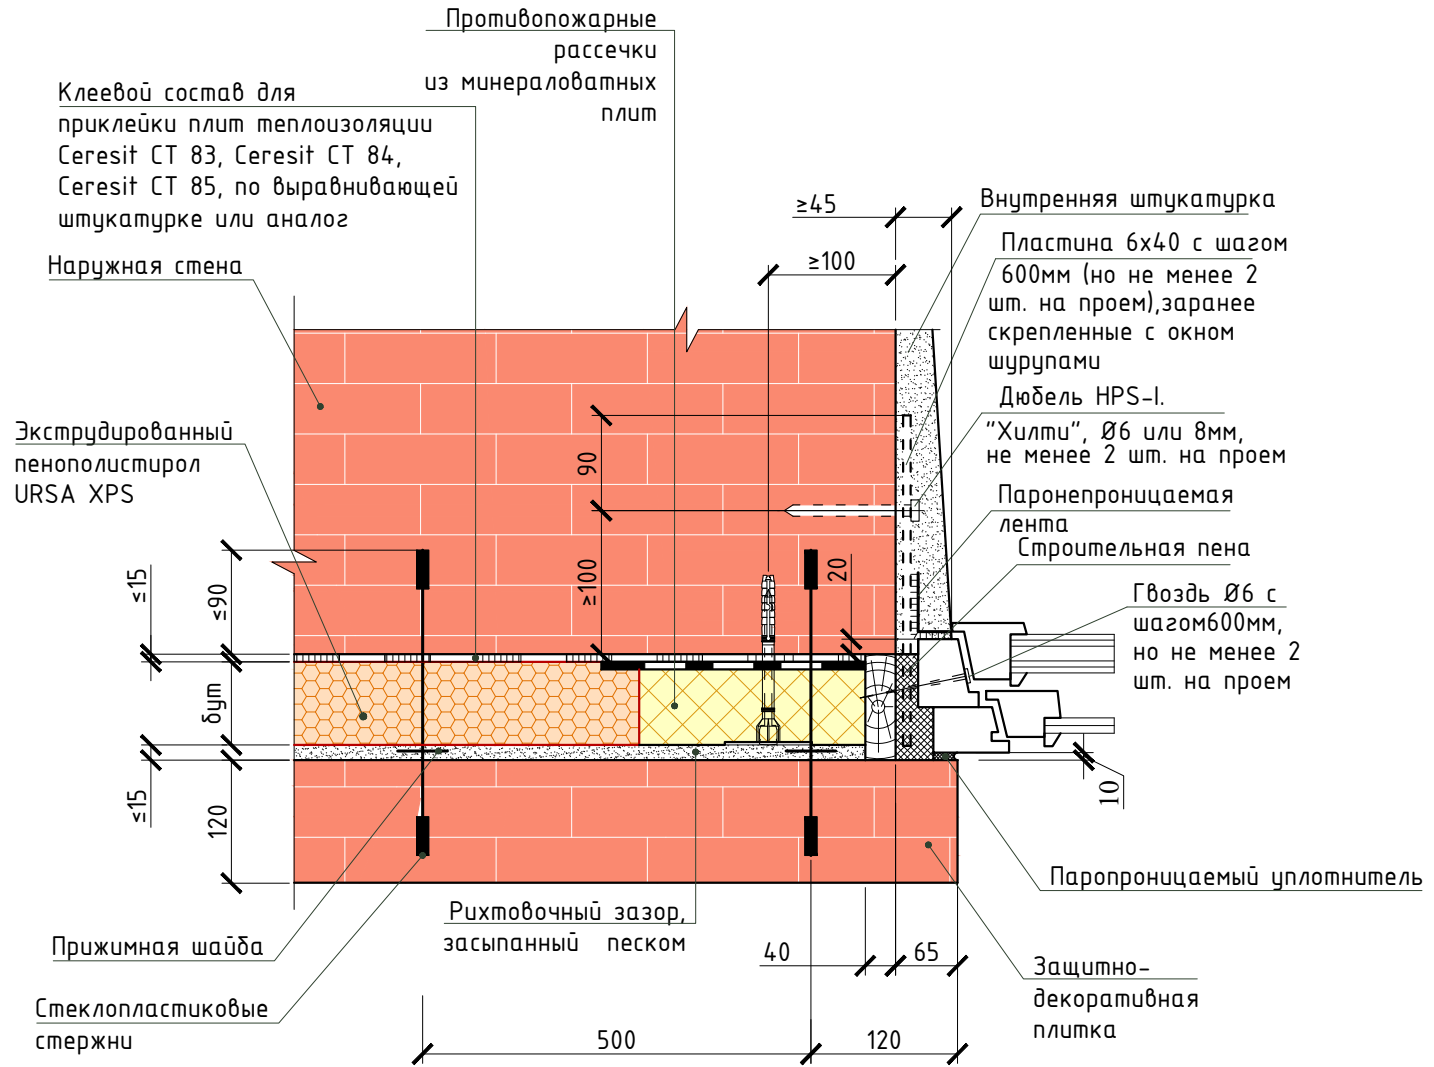 Противопожарные
рассечки
из минераловатных
плит
Клеевой состав для
приклейки плит теплоизоляции
Ceresit CT 83, Ceresit CT 84,
Ceresit CT 85, по выравнивающей
штукатурке или аналог
Наружная стена
Экструдированный
пенополистирол
URSA XPS
≥45
≥100
Внутренняя штукатурка
Пластина 6х40 с шагом
600мм (но не менее 2
шт. на проем),заранее
скрепленные с окном
шурупами
Дюбель HPS-I.
"Хилти", Ø6 или 8мм,
не менее 2 шт. на проем
Паронепроницаемая
лента
Строительная пена
Гвоздь Ø6 с
шагом600мм,
но не менее 2
шт. на проем
90
≥100
20
≤15
≤90
бут
≤15
120
10
Паропроницаемый уплотнитель
Рихтовочный зазор,
засыпанный песком
40
65
Прижимная шайба
Стеклопластиковые
стержни
Защитно-
декоративная
плитка
500
120